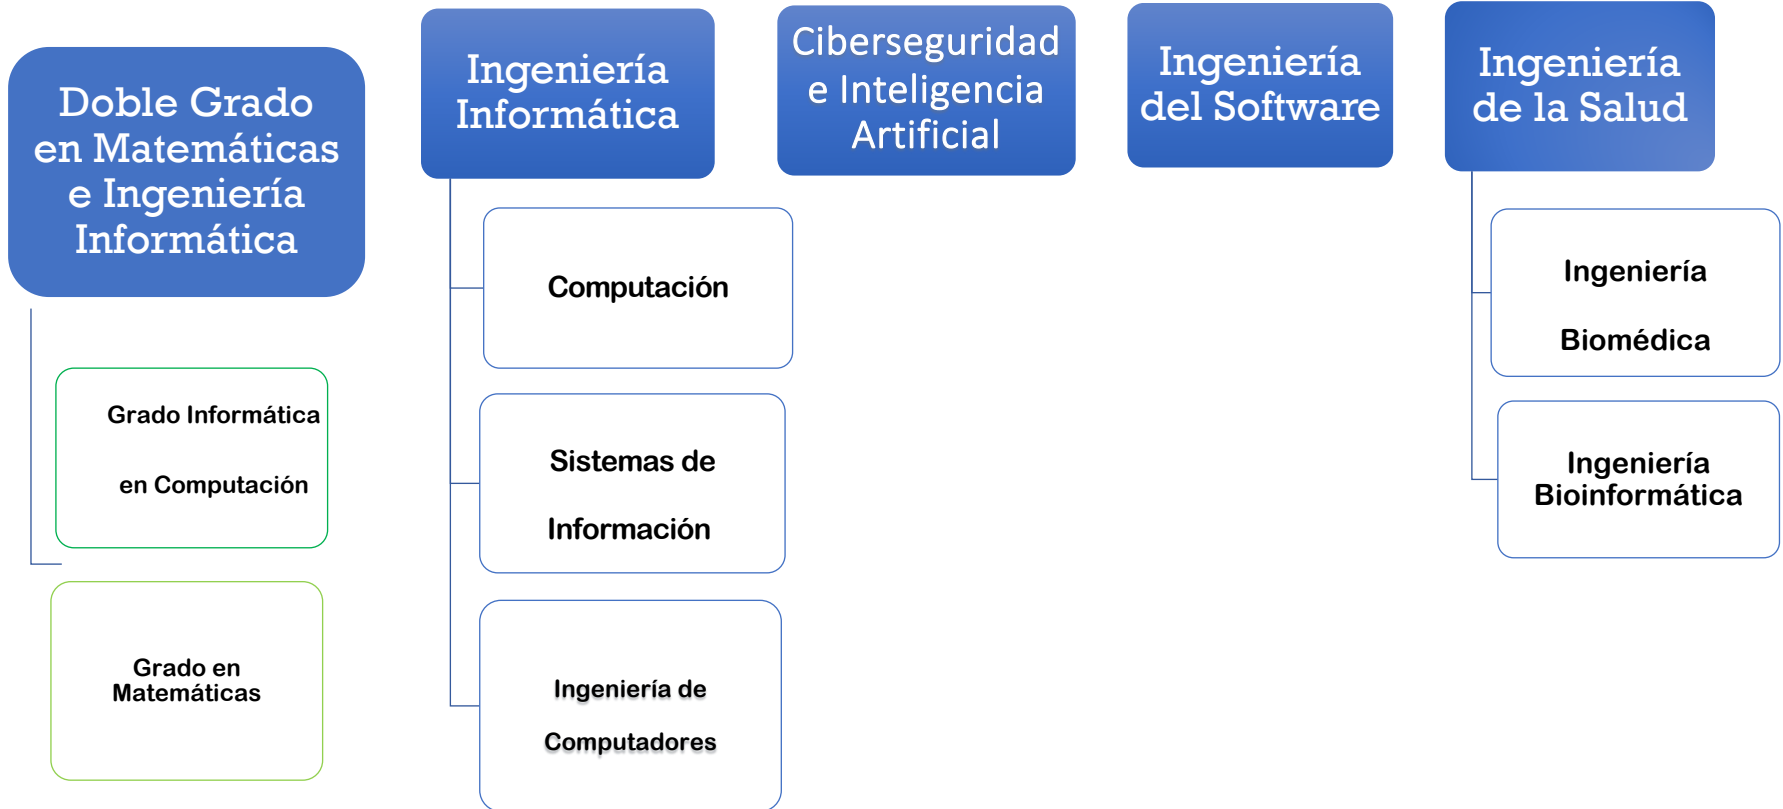 Doble Grado
en Matemáticas
e Ingeniería
Informática
Grado Informática
en Computación
Grado en
Matemáticas
Ingeniería
Informática
Computación
Sistemas de
Información
Ingeniería de
Computadores
Ciberseguridad
e Inteligencia
Artificial
Ingeniería
del Software
Ingeniería
de la Salud
Ingeniería
Biomédica
Ingeniería
Bioinformática